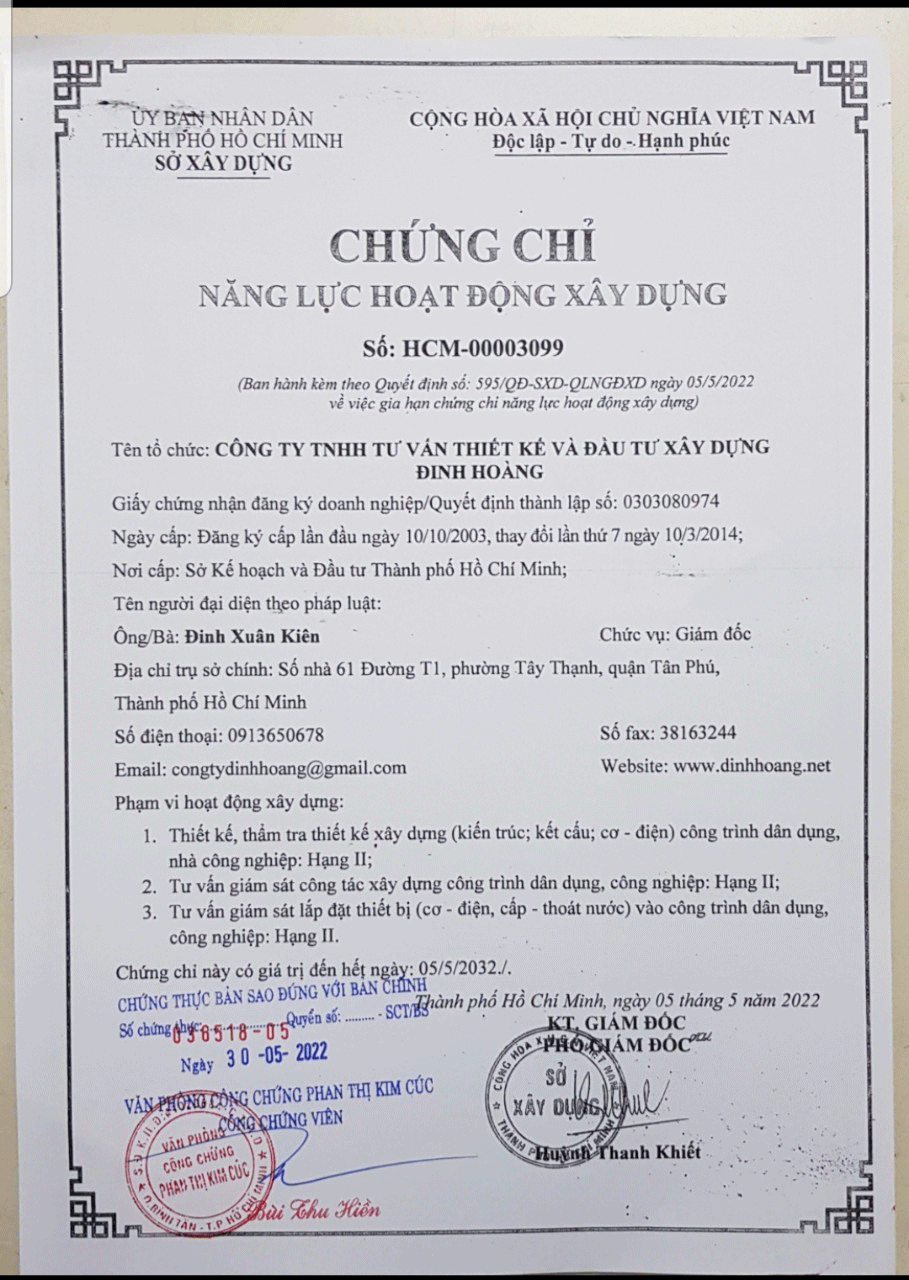 ỦY BAN NHÂN DÂN
THÀNH PHỐ HỒ CHÍ MINH
SỞ XÂY DỰNG
CỘNG HÒA XÃ HỘI CHỦ NGHĨA VIỆT NAM
Độc lập - Tự do - Hạnh phúc
CHỨNG CHỈ
NĂNG LỰC HOẠT ĐỘNG XÂY DỰNG
Số: HCM-00003099
(Ban hành kèm theo Quyết định số: 595/QĐ-SXD-QLNGĐXD ngày 05/5/2022
về việc gia hạn chứng chỉ năng lực hoạt động xây dựng)
Tên tổ chức: CÔNG TY TNHH TƯ VẤN THIẾT KẾ VÀ ĐẦU TƯ XÂY DỰNG
ĐINH HOÀNG
Giấy chứng nhận đăng ký doanh nghiệp/Quyết định thành lập số: 0303080974
Ngày cấp: Đăng ký cấp lần đầu ngày 10/10/2003, thay đổi lần thứ 7 ngày 10/3/2014;
Nơi cấp: Sở Kế hoạch và Đầu tư Thành phố Hồ Chí Minh;
Tên người đại diện theo pháp luật:
Ông/Bà: Đinh Xuân Kiên Chức vụ: Giám đốc
Địa chỉ trụ sở chính: Số nhà 61 Đường T1, phường Tây Thạnh, quận Tân Phú,
Thành phố Hồ Chí Minh
Số điện thoại: 0913650678 Số fax: 38163244
Email: congtydinhhoang@gmail.com Website: www.dinhhoang.net
Phạm vi hoạt động xây dựng:
1. Thiết kế, thẩm tra thiết kế xây dựng (kiến trúc; kết cấu; cơ - điện) công trình dân dụng,
nhà công nghiệp: Hạng II;
2. Tư vấn giám sát công tác xây dựng công trình dân dụng, công nghiệp: Hạng II;
3. Tư vấn giám sát lắp đặt thiết bị (cơ - điện, cấp - thoát nước) vào công trình dân dụng,
công nghiệp: Hạng II.
Chứng chỉ này có giá trị đến hết ngày: 05/5/2032./.
CHỨNG THỰC BẢN SAO ĐÚNG VỚI BẢN CHÍNH
Số chứng thực: 038518-05 Quyển số: ........ - SCT/BS
Ngày 30-05-2022
VĂN PHÒNG CÔNG CHỨNG PHAN THỊ KIM CÚC
CÔNG CHỨNG VIÊN
VĂN PHÒNG
CÔNG CHỨNG
PHAN THỊ KIM CÚC
Q.BÌNH TÂN - T.P HỒ CHÍ MINH
Bùi Thu Hiền
Thành phố Hồ Chí Minh, ngày 05 tháng 5 năm 2022
KT. GIÁM ĐỐC
PHÓ GIÁM ĐỐC
SỞ
XÂY DỰNG
Huỳnh Thanh Khiết